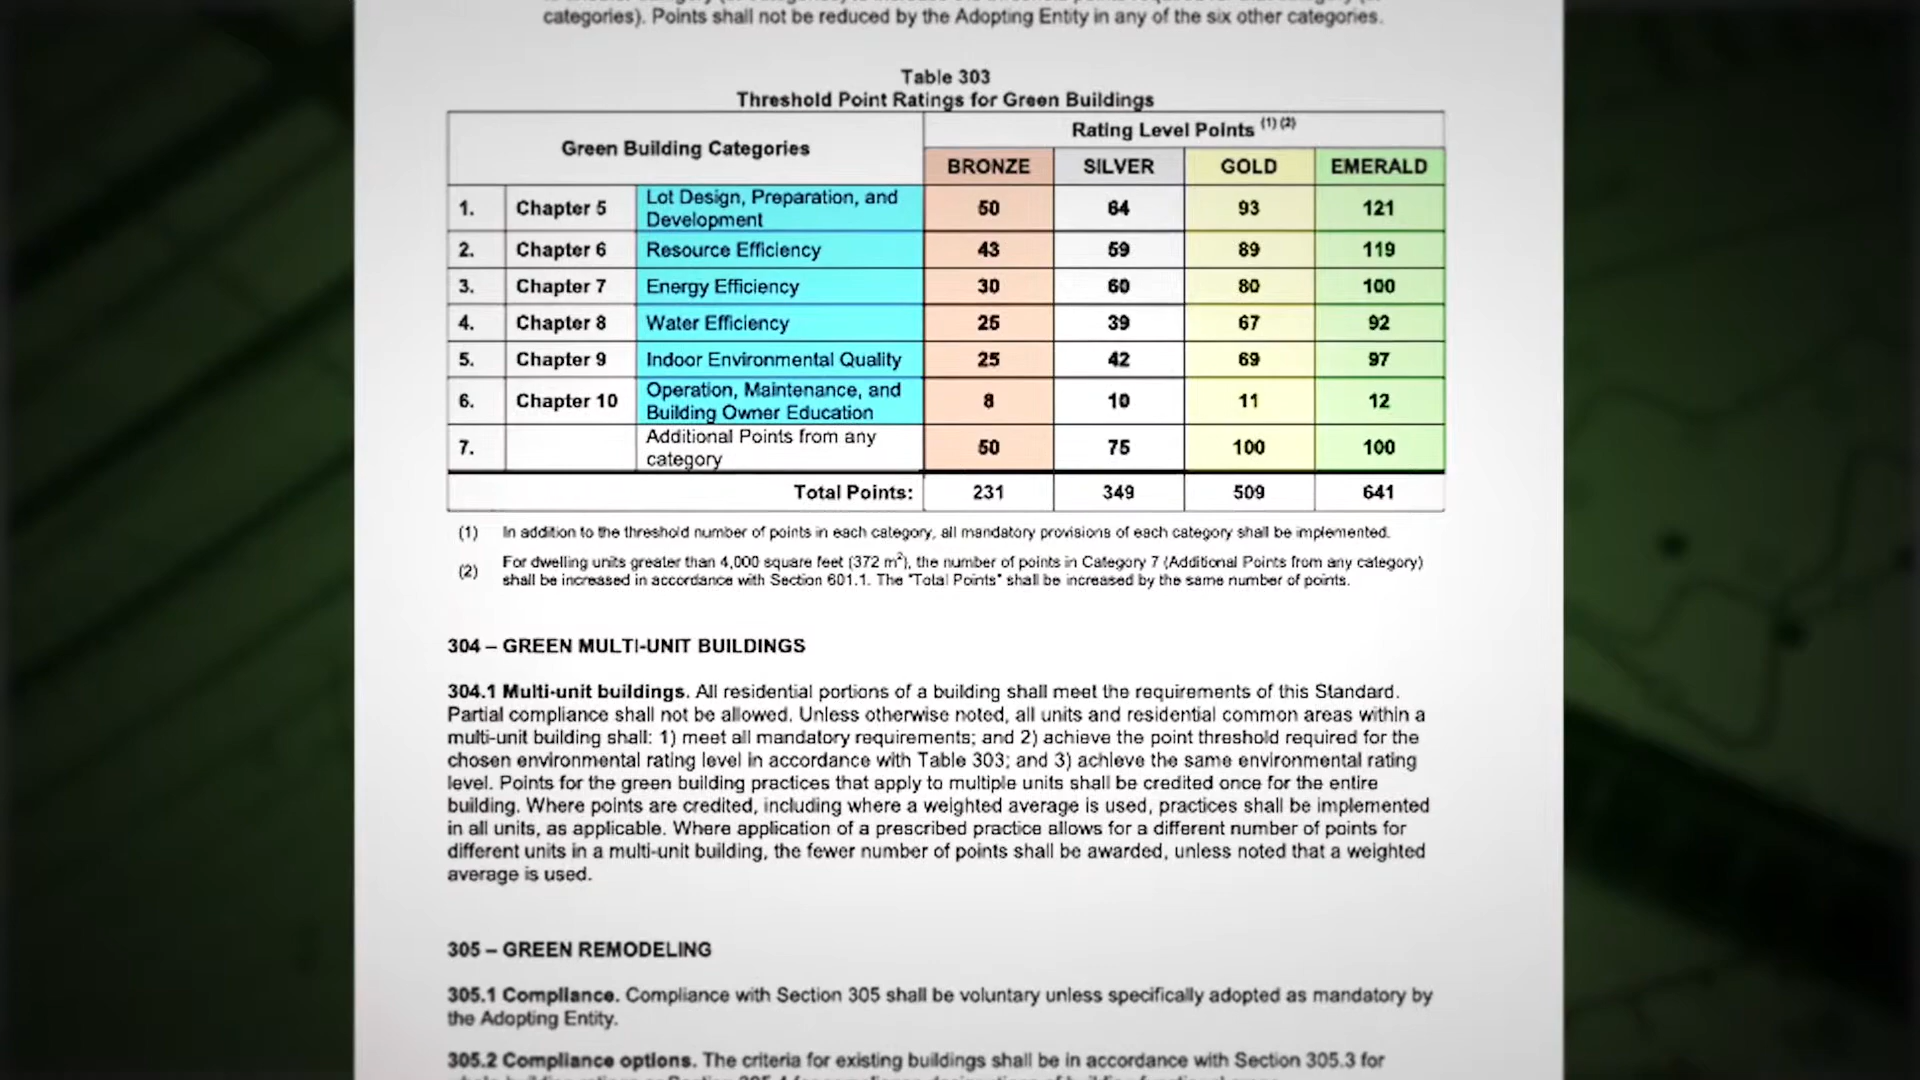 categories). Points shall not be reduced by the Adopting Entity in any of the six other categories.
Table 303
Threshold Point Ratings for Green Buildings
Green Building Categories
Rating Level Points (1) (2)
BRONZE SILVER GOLD EMERALD
1. Chapter 5 Lot Design, Preparation, and
Development 50 64 93 121
2. Chapter 6 Resource Efficiency 43 59 89 119
3. Chapter 7 Energy Efficiency 30 60 80 100
4. Chapter 8 Water Efficiency 25 39 67 92
5. Chapter 9 Indoor Environmental Quality 25 42 69 97
6. Chapter 10 Operation, Maintenance, and
Building Owner Education 8 10 11 12
7. Additional Points from any
category 50 75 100 100
Total Points: 231 349 509 641
(1) In addition to the threshold number of points in each category, all mandatory provisions of each category shall be implemented.
(2) For dwelling units greater than 4,000 square feet (372 m²), the number of points in Category 7 (Additional Points from any category)
shall be increased in accordance with Section 601.1. The "Total Points" shall be increased by the same number of points.
304 – GREEN MULTI-UNIT BUILDINGS
304.1 Multi-unit buildings. All residential portions of a building shall meet the requirements of this Standard.
Partial compliance shall not be allowed. Unless otherwise noted, all units and residential common areas within a
multi-unit building shall: 1) meet all mandatory requirements; and 2) achieve the point threshold required for the
chosen environmental rating level in accordance with Table 303; and 3) achieve the same environmental rating
level. Points for the green building practices that apply to multiple units shall be credited once for the entire
building. Where points are credited, including where a weighted average is used, practices shall be implemented
in all units, as applicable. Where application of a prescribed practice allows for a different number of points for
different units in a multi-unit building, the fewer number of points shall be awarded, unless noted that a weighted
average is used.
305 – GREEN REMODELING
305.1 Compliance. Compliance with Section 305 shall be voluntary unless specifically adopted as mandatory by
the Adopting Entity.
305.2 Compliance options. The criteria for existing buildings shall be in accordance with Section 305.3 for